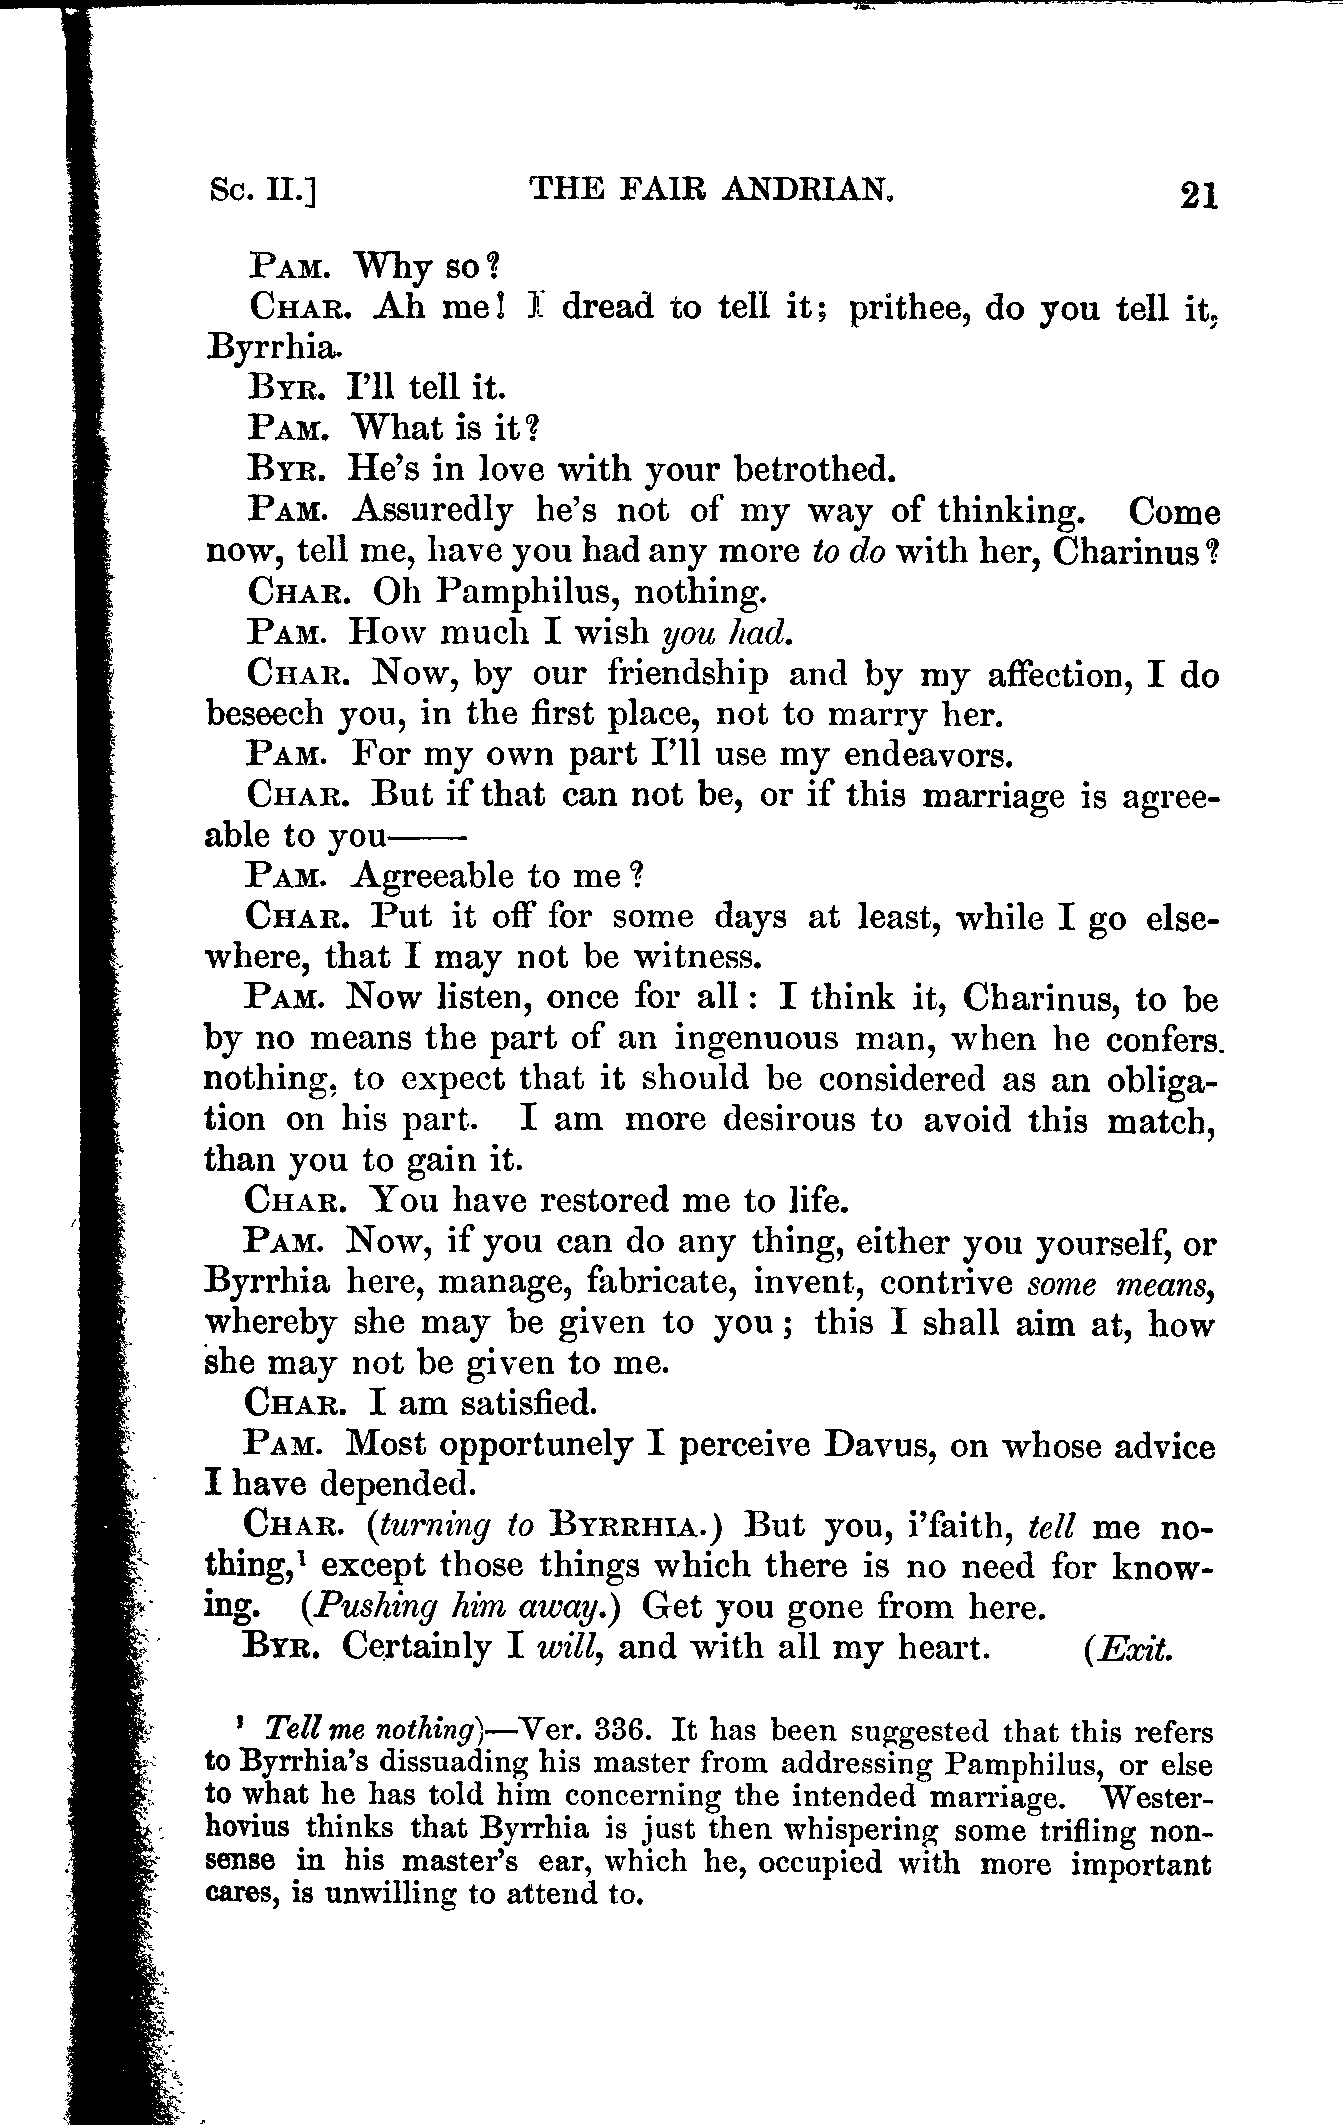 Sc. II.] THE FAIR ANDRIAN. 21
PAM. Why so?
CHAR. Ah me! I dread to tell it; prithee, do you tell it,
Byrrhia.
BYR. I'll tell it.
PAM. What is it?
BYR. He's in love with your betrothed.
PAM. Assuredly he's not of my way of thinking. Come
now, tell me, have you had any more to do with her, Charinus?
CHAR. Oh Pamphilus, nothing.
PAM. How much I wish you had.
CHAR. Now, by our friendship and by my affection, I do
beseech you, in the first place, not to marry her.
PAM. For my own part I'll use my endeavors.
CHAR. But if that can not be, or if this marriage is agree-
able to you——
PAM. Agreeable to me?
CHAR. Put it off for some days at least, while I go else-
where, that I may not be witness.
PAM. Now listen, once for all: I think it, Charinus, to be
by no means the part of an ingenuous man, when he confers
nothing, to expect that it should be considered as an obliga-
tion on his part. I am more desirous to avoid this match,
than you to gain it.
CHAR. You have restored me to life.
PAM. Now, if you can do any thing, either you yourself, or
Byrrhia here, manage, fabricate, invent, contrive some means,
whereby she may be given to you; this I shall aim at, how
she may not be given to me.
CHAR. I am satisfied.
PAM. Most opportunely I perceive Davus, on whose advice
I have depended.
CHAR. (turning to BYRRHIA.) But you, i'faith, tell me no-
thing,¹ except those things which there is no need for know-
ing. (Pushing him away.) Get you gone from here.
BYR. Certainly I will, and with all my heart. (Exit.
¹ Tell me nothing)—Ver. 336. It has been suggested that this refers
to Byrrhia's dissuading his master from addressing Pamphilus, or else
to what he has told him concerning the intended marriage. Wester-
hovius thinks that Byrrhia is just then whispering some trifling non-
sense in his master's ear, which he, occupied with more important
cares, is unwilling to attend to.